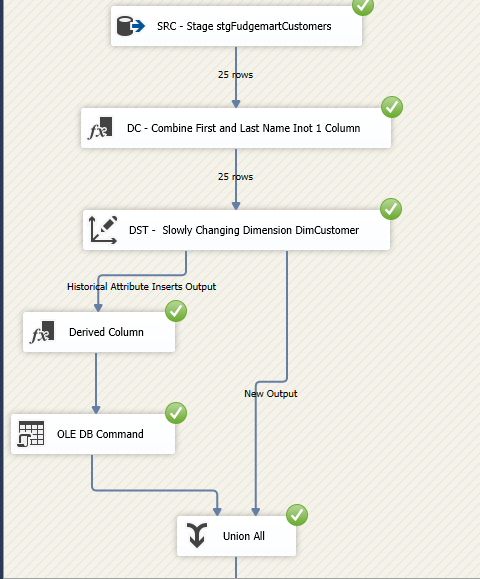 SRC - Stage stgFudgemartCustomers
25 rows
DC - Combine First and Last Name Inot 1 Column
25 rows
DST - Slowly Changing Dimension DimCustomer
Historical Attribute Inserts Output
Derived Column
New Output
OLE DB Command
Union All